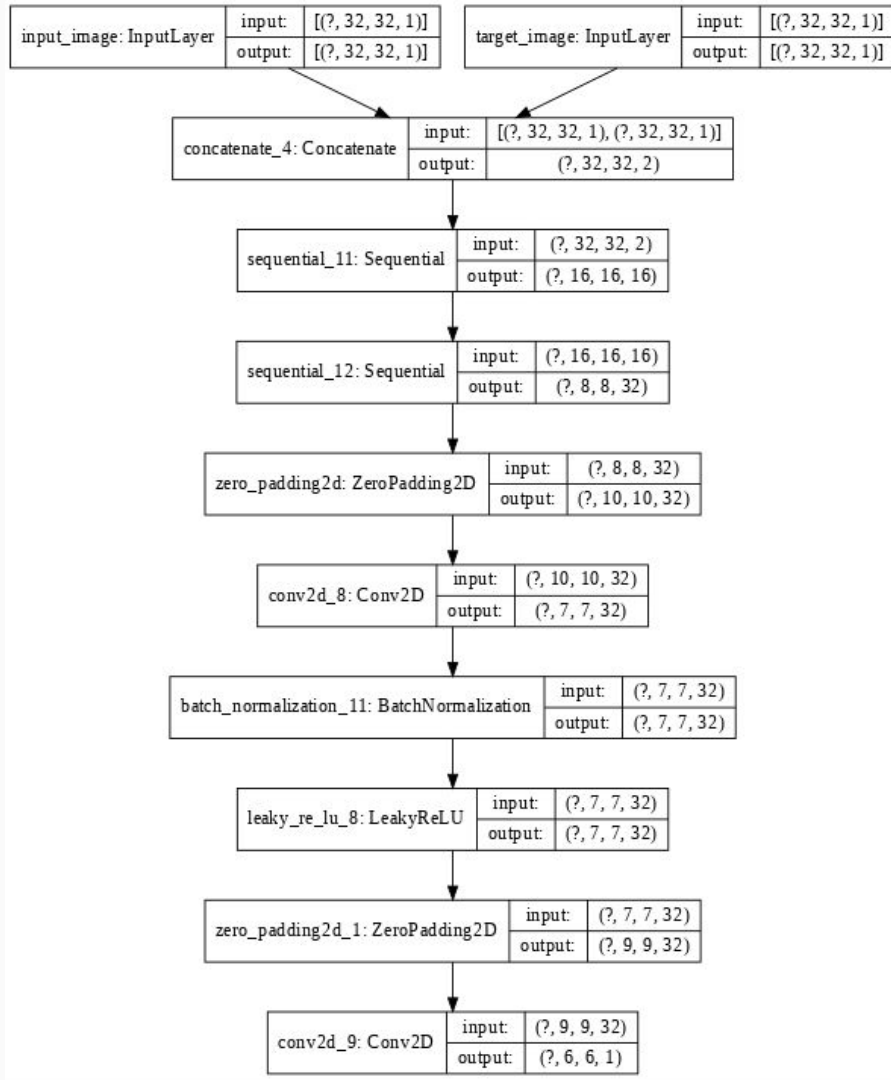 input_image: InputLayer
input: [(?, 32, 32, 1)]
output: [(?, 32, 32, 1)]
target_image: InputLayer
input: [(?, 32, 32, 1)]
output: [(?, 32, 32, 1)]
concatenate_4: Concatenate
input: [(?, 32, 32, 1), (?, 32, 32, 1)]
output: (?, 32, 32, 2)
sequential_11: Sequential
input: (?, 32, 32, 2)
output: (?, 16, 16, 16)
sequential_12: Sequential
input: (?, 16, 16, 16)
output: (?, 8, 8, 32)
zero_padding2d: ZeroPadding2D
input: (?, 8, 8, 32)
output: (?, 10, 10, 32)
conv2d_8: Conv2D
input: (?, 10, 10, 32)
output: (?, 7, 7, 32)
batch_normalization_11: BatchNormalization
input: (?, 7, 7, 32)
output: (?, 7, 7, 32)
leaky_re_lu_8: LeakyReLU
input: (?, 7, 7, 32)
output: (?, 7, 7, 32)
zero_padding2d_1: ZeroPadding2D
input: (?, 7, 7, 32)
output: (?, 9, 9, 32)
conv2d_9: Conv2D
input: (?, 9, 9, 32)
output: (?, 6, 6, 1)